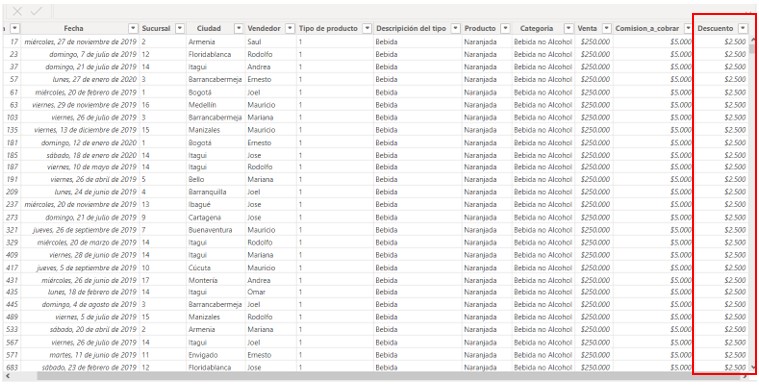 Fecha Sucursal Ciudad Vendedor Tipo de producto Descripición del tipo Producto Categoría Venta Comision_a_cobrar Descuento
17 miércoles, 27 de noviembre de 2019 2 Armenia Saul 1 Bebida Naranjada Bebida no Alcohol $250.000 $5.000 $2.500
23 domingo, 7 de julio de 2019 12 Floridablanca Rodolfo 1 Bebida Naranjada Bebida no Alcohol $250.000 $5.000 $2.500
37 domingo, 21 de julio de 2019 14 Itagui Andrea 1 Bebida Naranjada Bebida no Alcohol $250.000 $5.000 $2.500
57 lunes, 27 de enero de 2020 3 Barrancabermeja Ernesto 1 Bebida Naranjada Bebida no Alcohol $250.000 $5.000 $2.500
61 miércoles, 20 de febrero de 2019 1 Bogotá Joel 1 Bebida Naranjada Bebida no Alcohol $250.000 $5.000 $2.500
63 viernes, 29 de noviembre de 2019 16 Medellín Mauricio 1 Bebida Naranjada Bebida no Alcohol $250.000 $5.000 $2.500
103 viernes, 26 de julio de 2019 3 Barrancabermeja Mariana 1 Bebida Naranjada Bebida no Alcohol $250.000 $5.000 $2.500
135 viernes, 13 de diciembre de 2019 15 Manizales Mauricio 1 Bebida Naranjada Bebida no Alcohol $250.000 $5.000 $2.500
181 domingo, 12 de enero de 2020 1 Bogotá Ernesto 1 Bebida Naranjada Bebida no Alcohol $250.000 $5.000 $2.500
185 sábado, 18 de enero de 2020 14 Itagui Jose 1 Bebida Naranjada Bebida no Alcohol $250.000 $5.000 $2.500
187 viernes, 10 de mayo de 2019 14 Itagui Rodolfo 1 Bebida Naranjada Bebida no Alcohol $250.000 $5.000 $2.500
191 viernes, 26 de abril de 2019 5 Bello Mariana 1 Bebida Naranjada Bebida no Alcohol $250.000 $5.000 $2.500
209 lunes, 24 de junio de 2019 4 Barranquilla Joel 1 Bebida Naranjada Bebida no Alcohol $250.000 $5.000 $2.500
237 miércoles, 20 de noviembre de 2019 13 Ibagué Jose 1 Bebida Naranjada Bebida no Alcohol $250.000 $5.000 $2.500
273 domingo, 21 de julio de 2019 9 Cartagena Jose 1 Bebida Naranjada Bebida no Alcohol $250.000 $5.000 $2.500
321 jueves, 26 de septiembre de 2019 7 Buenaventura Mauricio 1 Bebida Naranjada Bebida no Alcohol $250.000 $5.000 $2.500
329 miércoles, 20 de marzo de 2019 14 Itagui Rodolfo 1 Bebida Naranjada Bebida no Alcohol $250.000 $5.000 $2.500
409 viernes, 28 de junio de 2019 14 Itagui Mariana 1 Bebida Naranjada Bebida no Alcohol $250.000 $5.000 $2.500
417 jueves, 5 de septiembre de 2019 10 Cúcuta Mauricio 1 Bebida Naranjada Bebida no Alcohol $250.000 $5.000 $2.500
431 miércoles, 26 de junio de 2019 17 Montería Andrea 1 Bebida Naranjada Bebida no Alcohol $250.000 $5.000 $2.500
435 lunes, 18 de febrero de 2019 14 Itagui Omar 1 Bebida Naranjada Bebida no Alcohol $250.000 $5.000 $2.500
445 domingo, 4 de agosto de 2019 3 Barrancabermeja Joel 1 Bebida Naranjada Bebida no Alcohol $250.000 $5.000 $2.500
489 viernes, 5 de julio de 2019 15 Manizales Rodolfo 1 Bebida Naranjada Bebida no Alcohol $250.000 $5.000 $2.500
533 sábado, 20 de abril de 2019 2 Armenia Mariana 1 Bebida Naranjada Bebida no Alcohol $250.000 $5.000 $2.500
567 viernes, 26 de julio de 2019 14 Itagui Joel 1 Bebida Naranjada Bebida no Alcohol $250.000 $5.000 $2.500
571 martes, 11 de junio de 2019 11 Envigado Ernesto 1 Bebida Naranjada Bebida no Alcohol $250.000 $5.000 $2.500
683 sábado, 23 de febrero de 2019 12 Floridablanca Jose 1 Bebida Naranjada Bebida no Alcohol $250.000 $5.000 $2.500